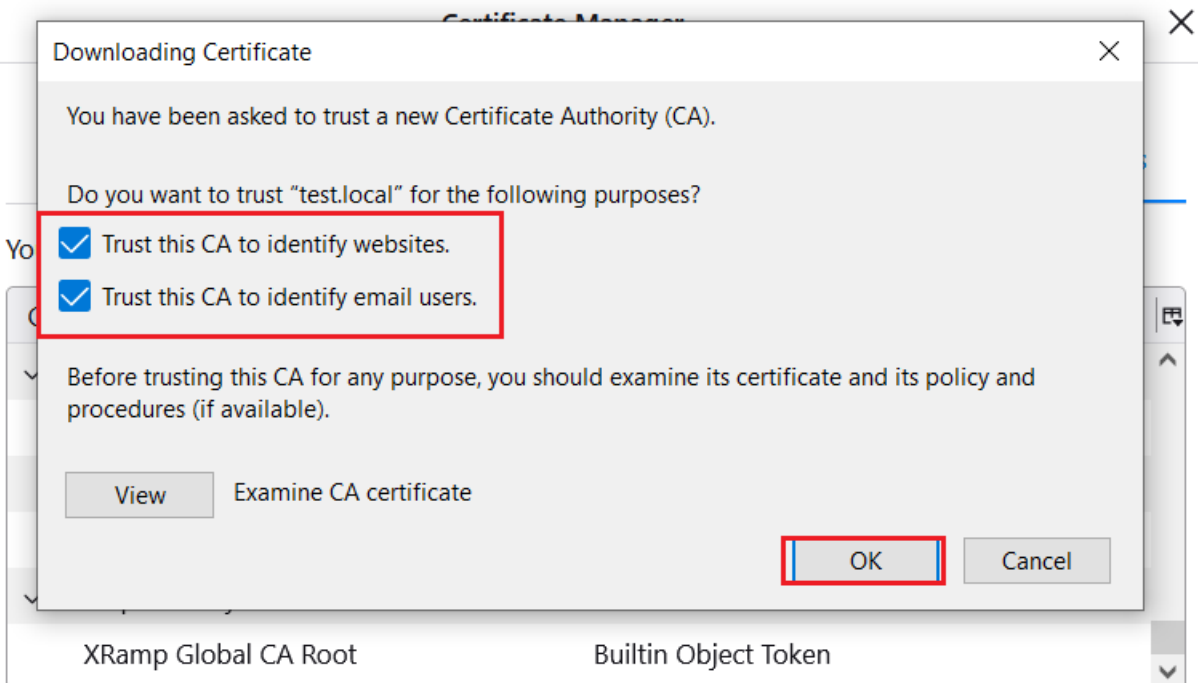 Certificate Manager
Downloading Certificate
You have been asked to trust a new Certificate Authority (CA).
Do you want to trust “test.local” for the following purposes?
Trust this CA to identify websites.
Yo
Trust this CA to identify email users.
Before trusting this CA for any purpose, you should examine its certificate and its policy and
procedures (if available).
View
Examine CA certificate
OK
Cancel
XRamp Global CA Root
Builtin Object Token